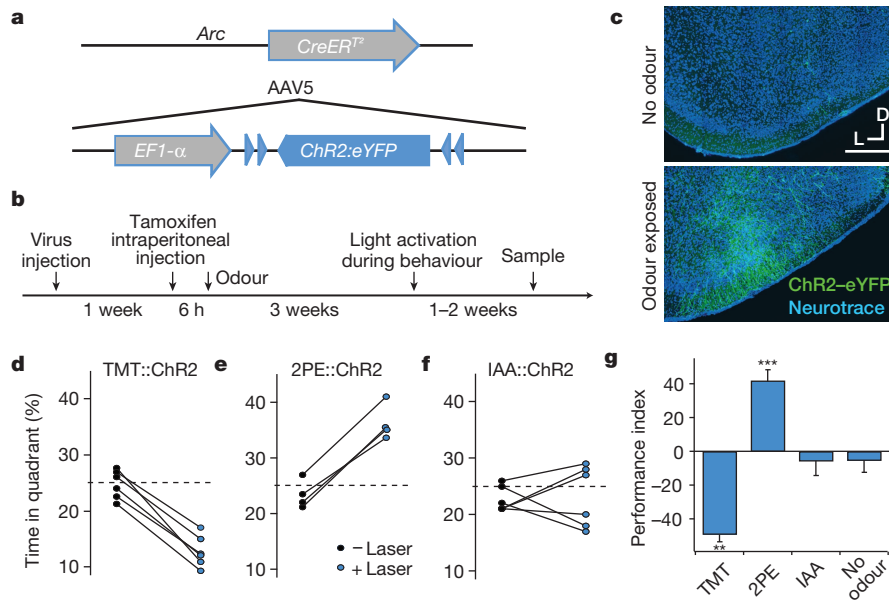 a
Arc
CreERT²
AAV5
EF1-α
ChR2:eYFP
b
Virus
injection
Tamoxifen
intraperitoneal
injection
Odour
Light activation
during behaviour
Sample
1 week
6 h
3 weeks
1–2 weeks
c
No odour
D
L
Odour exposed
ChR2–eYFP
Neurotrace
d
TMT::ChR2
Time in quadrant (%)
40
30
20
10
e
2PE::ChR2
40
30
20
10
– Laser
+ Laser
f
IAA::ChR2
40
30
20
10
g
Performance index
40
20
0
−20
−40
***
**
TMT
2PE
IAA
No
odour